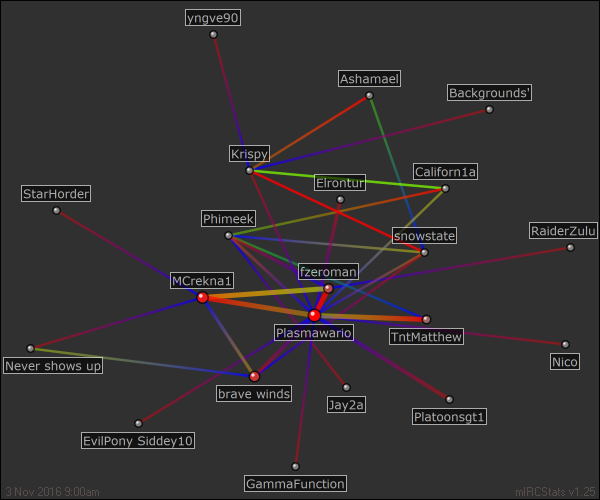 yngve90
Ashamael
Backgrounds'
Krispy
Californ1a
Elrontur
StarHorder
Phimeek
RaiderZulu
snowstate
fzeroman
MCrekna1
Plasmawario
TntMatthew
Nico
Never shows up
brave winds
Jay2a
Platoonsgt1
EvilPony Siddey10
GammaFunction
3 Nov 2016 9:00am
mIRCStats v1.25